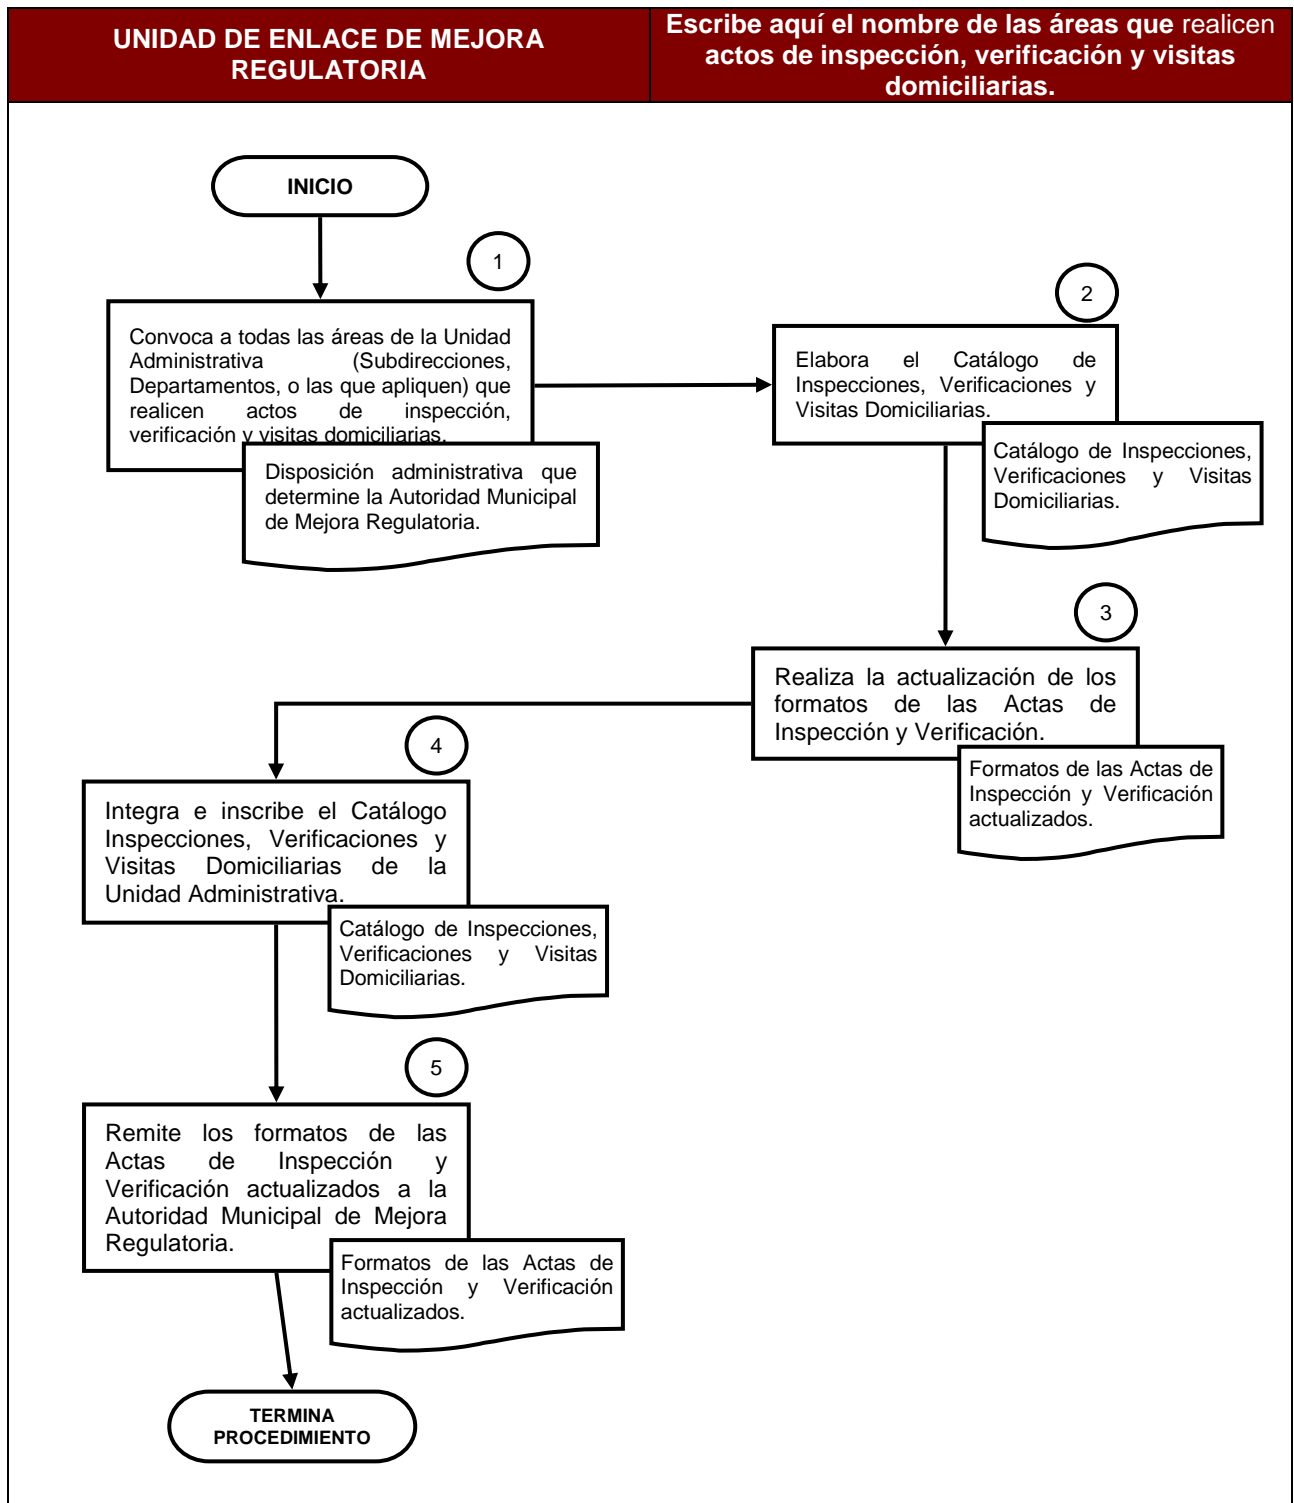 UNIDAD DE ENLACE DE MEJORA
REGULATORIA
Escribe aquí el nombre de las áreas que realicen
actos de inspección, verificación y visitas
domiciliarias.
INICIO
1
Convoca a todas las áreas de la Unidad
Administrativa (Subdirecciones,
Departamentos, o las que apliquen) que
realicen actos de inspección,
verificación y visitas domiciliarias.
Disposición administrativa que
determine la Autoridad Municipal
de Mejora Regulatoria.
2
Elabora el Catálogo de
Inspecciones, Verificaciones y
Visitas Domiciliarias.
Catálogo de Inspecciones,
Verificaciones y Visitas
Domiciliarias.
3
Realiza la actualización de los
formatos de las Actas de
Inspección y Verificación.
Formatos de las Actas de
Inspección y Verificación
actualizados.
4
Integra e inscribe el Catálogo
Inspecciones, Verificaciones y
Visitas Domiciliarias de la
Unidad Administrativa.
Catálogo de Inspecciones,
Verificaciones y Visitas
Domiciliarias.
5
Remite los formatos de las
Actas de Inspección y
Verificación actualizados a la
Autoridad Municipal de Mejora
Regulatoria.
Formatos de las Actas de
Inspección y Verificación
actualizados.
TERMINA
PROCEDIMIENTO